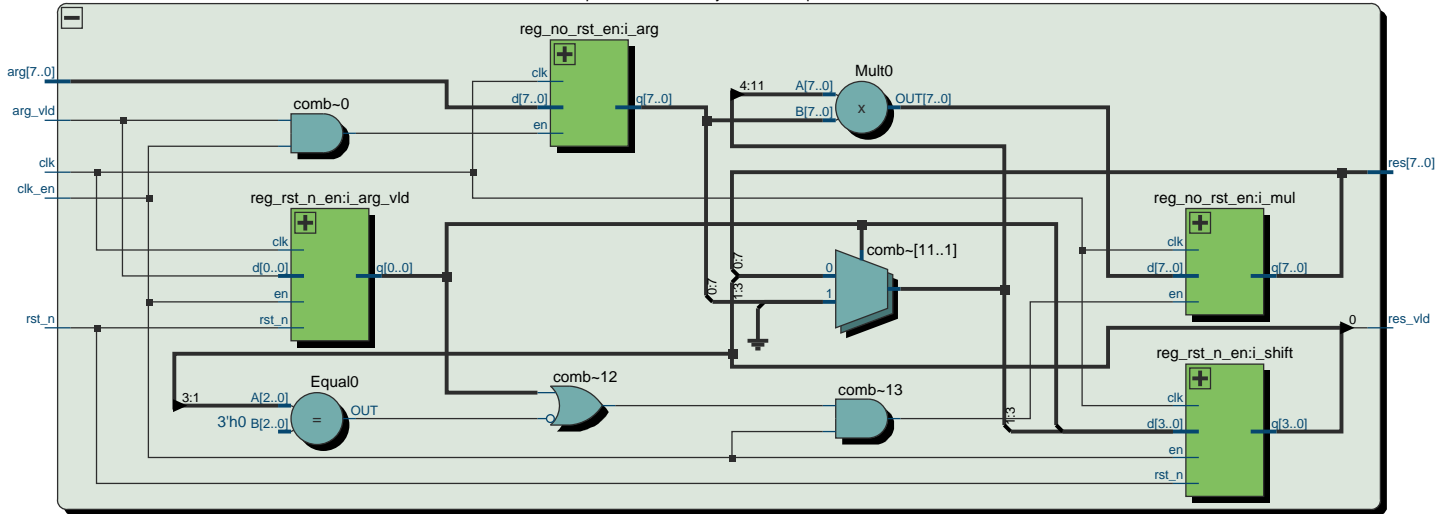 reg_no_rst_en:i_arg
arg[7..0]
clk
d[7..0]
q[7..0]
en
4:11
A[7..0]
B[7..0]
Mult0
x
OUT[7..0]
arg_vld
comb~0
clk
clk_en
res[7..0]
reg_rst_n_en:i_arg_vld
clk
d[0..0]
q[0..0]
en
rst_n
rst_n
0:7
1:3
0:7
comb~[11..1]
0
1
reg_no_rst_en:i_mul
clk
d[7..0]
q[7..0]
en
0
res_vld
3:1
Equal0
A[2..0]
3'h0 B[2..0]
=
OUT
comb~12
comb~13
1:3
reg_rst_n_en:i_shift
clk
d[3..0]
q[3..0]
en
rst_n